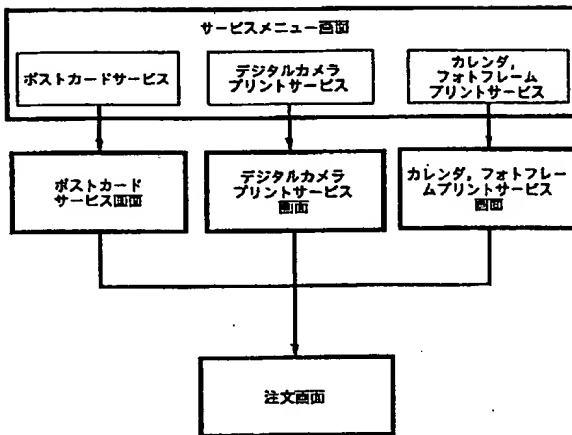 サービスメニュー画面
ポストカードサービス
デジタルカメラ
プリントサービス
カレンダ,
フォトフレーム
プリントサービス
ポストカード
サービス画面
デジタルカメラ
プリントサービス
画面
カレンダ, フォトフレー
ムプリントサービス
画面
注文画面